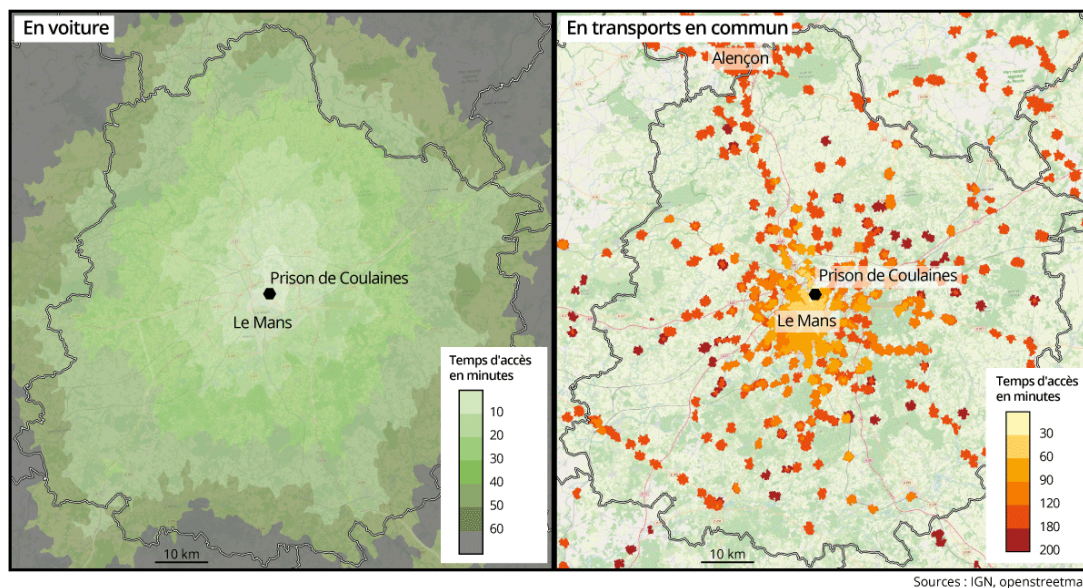 En voiture
Prison de Coulaines
Le Mans
Temps d'accès
en minutes
10
20
30
40
50
60
10 km
En transports en commun
Alençon
Prison de Coulaines
Le Mans
Temps d'accès
en minutes
30
60
90
120
180
200
10 km
Sources : IGN, openstreetma